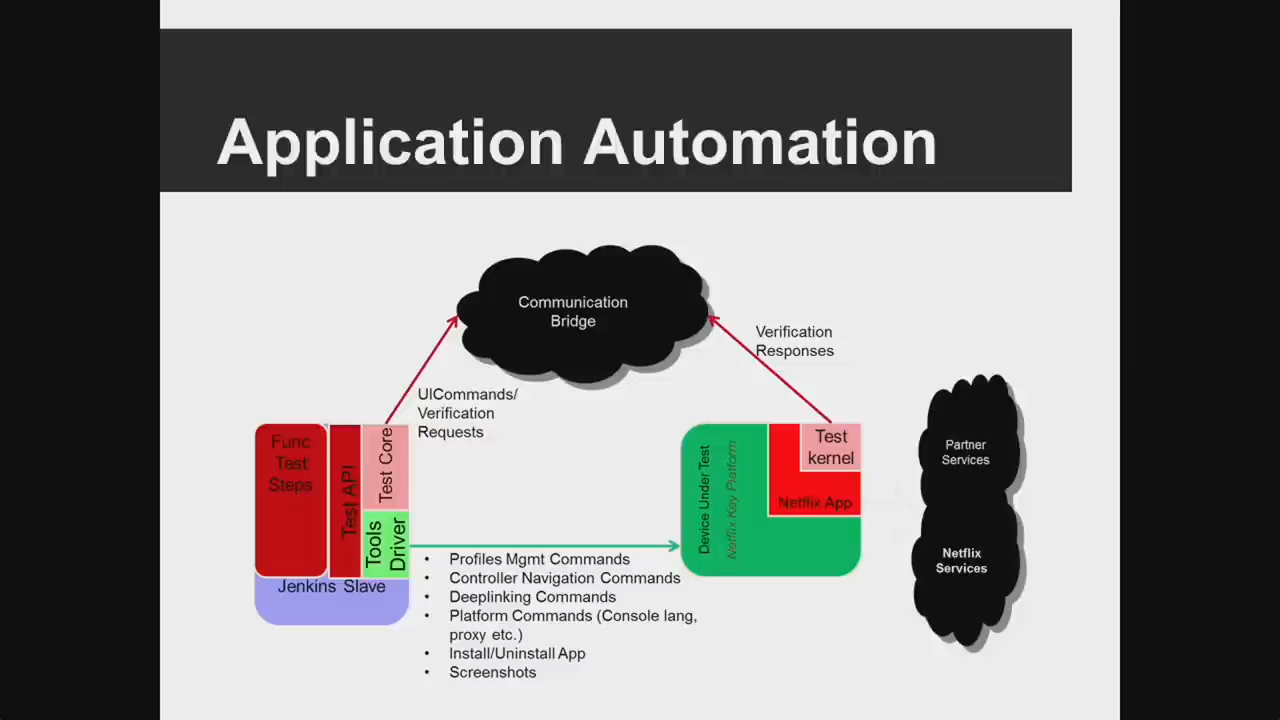 Application Automation
Communication
Bridge
Verification
Responses
UICommands/
Verification
Requests
Func
Test
Steps
Test API
Test Core
Tools
Driver
Jenkins Slave
Device Under Test
Netflix Key Platform
Test
kernel
Netflix App
Partner
Services
Netflix
Services
• Profiles Mgmt Commands
• Controller Navigation Commands
• Deeplinking Commands
• Platform Commands (Console lang,
proxy etc.)
• Install/Uninstall App
• Screenshots